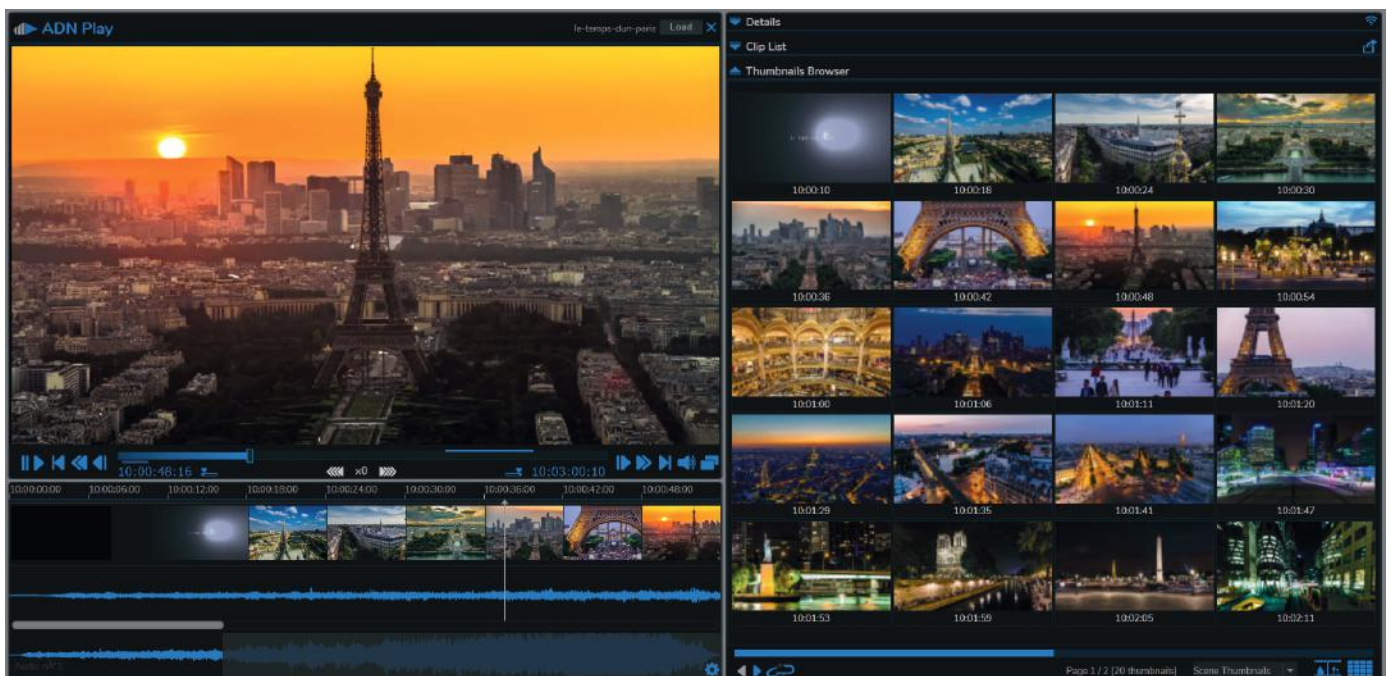 ADN Play
le-temps-dun-paris Load
10:00:48:16
x0
10:03:00:10
10:00:00:00 10:00:06:00 10:00:12:00 10:00:18:00 10:00:24:00 10:00:30:00 10:00:36:00 10:00:42:00 10:00:48:00
Details
Clip List
Thumbnails Browser
10:00:10 10:00:18 10:00:24 10:00:30
10:00:36 10:00:42 10:00:48 10:00:54
10:01:00 10:01:06 10:01:11 10:01:20
10:01:29 10:01:35 10:01:41 10:01:47
10:01:53 10:01:59 10:02:05 10:02:11
Page 1 / 2 [20 thumbnails] Scene Thumbnails